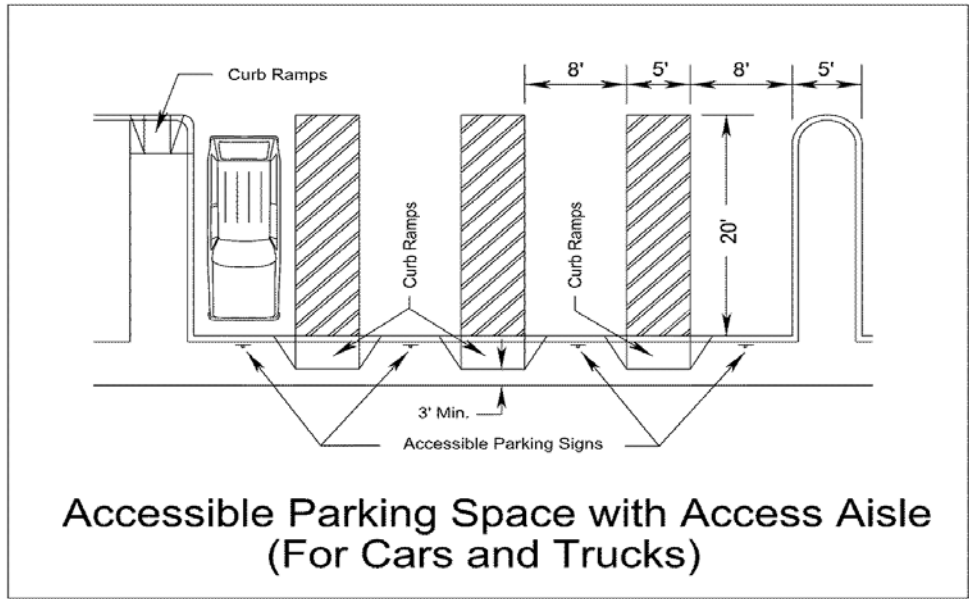 Curb Ramps
8'
5'
8'
5'
20'
Curb Ramps
Curb Ramps
3' Min.
Accessible Parking Signs
Accessible Parking Space with Access Aisle
(For Cars and Trucks)